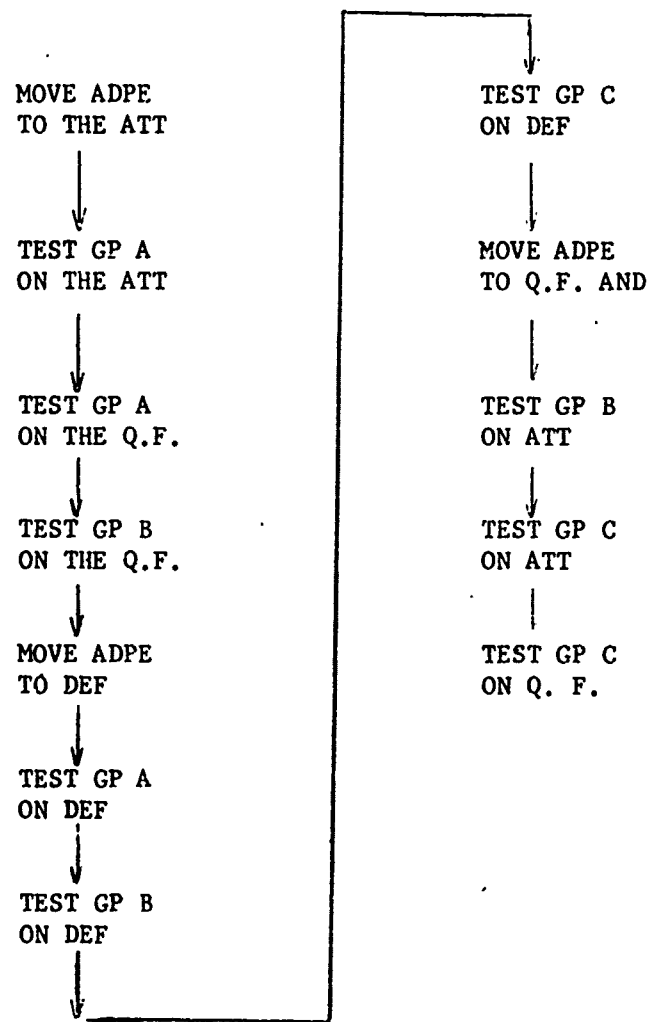 MOVE ADPE
TO THE ATT
TEST GP A
ON THE ATT
TEST GP A
ON THE Q.F.
TEST GP B
ON THE Q.F.
MOVE ADPE
TO DEF
TEST GP A
ON DEF
TEST GP B
ON DEF
TEST GP C
ON DEF
MOVE ADPE
TO Q.F. AND
TEST GP B
ON ATT
TEST GP C
ON ATT
TEST GP C
ON Q. F.